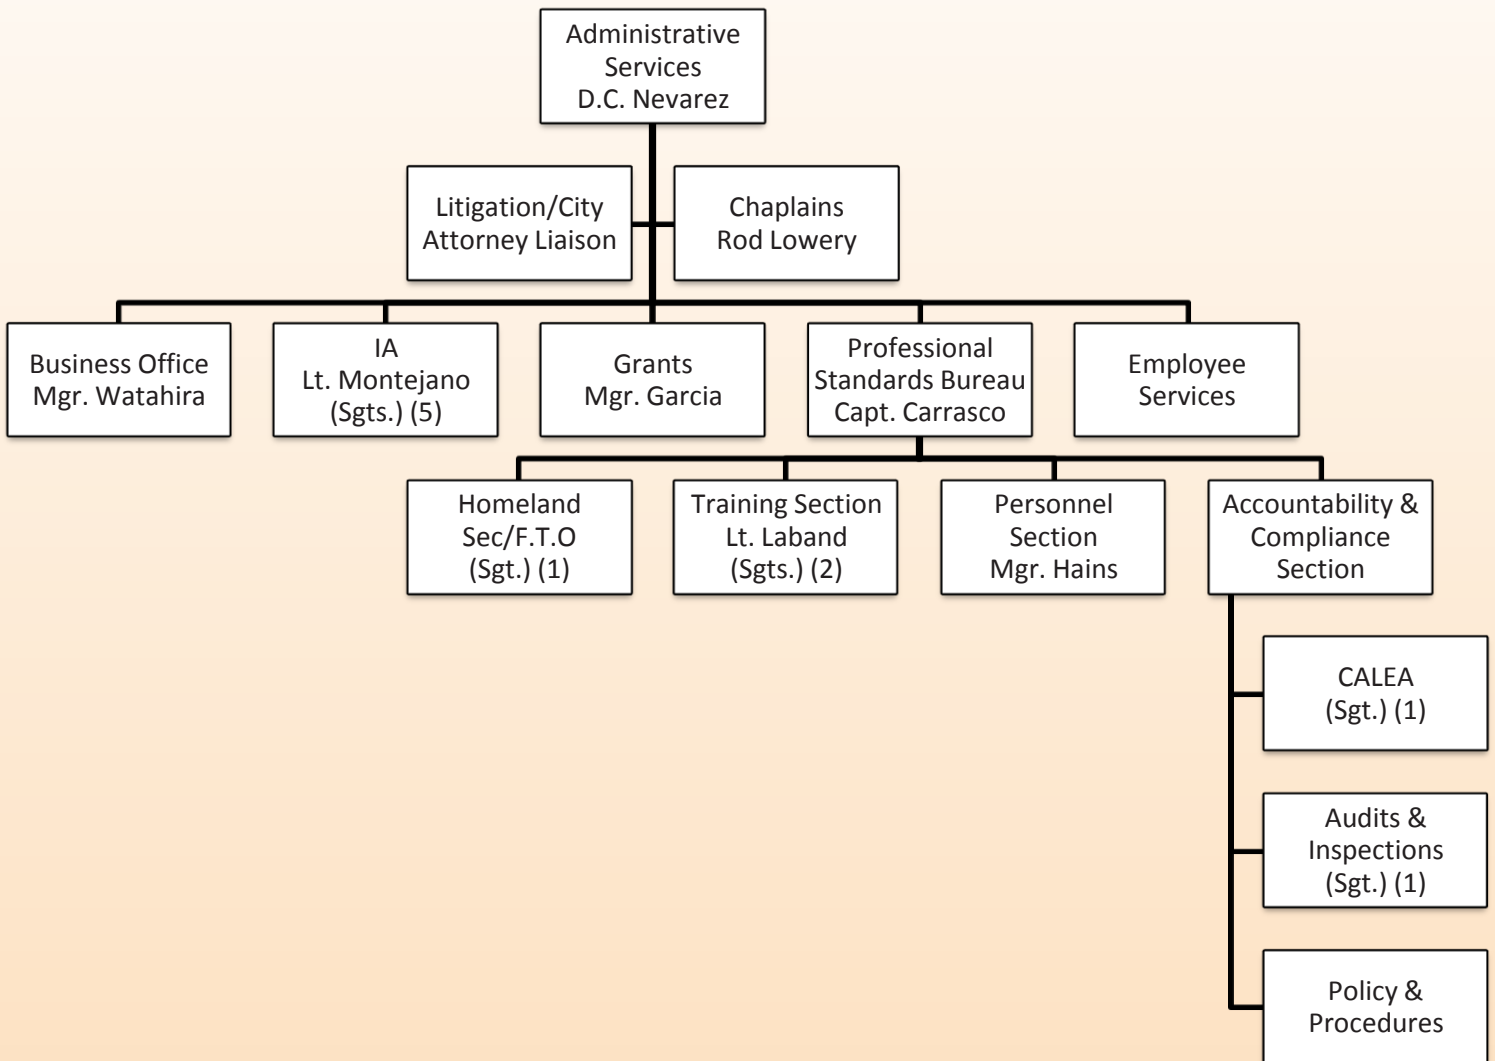 Administrative
Services
D.C. Nevarez
Litigation/City
Attorney Liaison
Chaplains
Rod Lowery
Business Office
Mgr. Watahira
IA
Lt. Montejano
(Sgts.) (5)
Grants
Mgr. Garcia
Professional
Standards Bureau
Capt. Carrasco
Employee
Services
Homeland
Sec/F.T.O
(Sgt.) (1)
Training Section
Lt. Laband
(Sgts.) (2)
Personnel
Section
Mgr. Hains
Accountability &
Compliance
Section
CALEA
(Sgt.) (1)
Audits &
Inspections
(Sgt.) (1)
Policy &
Procedures